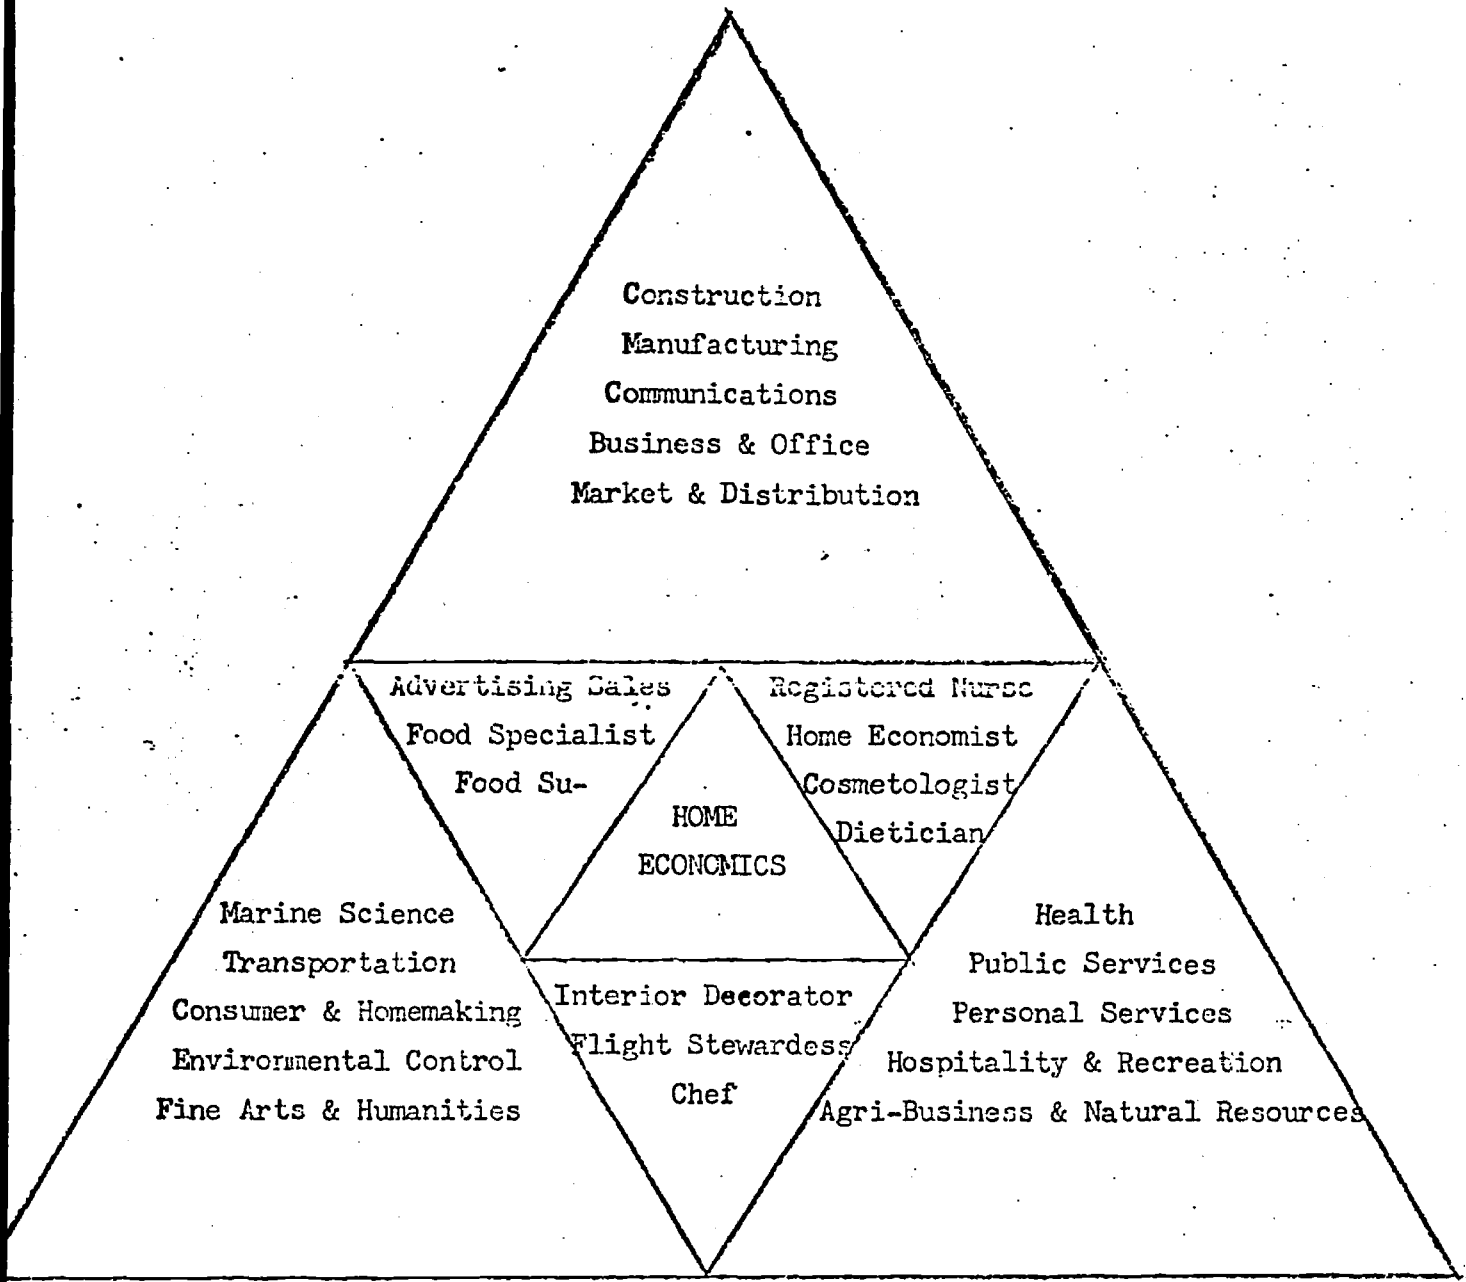 Construction
Manufacturing
Communications
Business & Office
Market & Distribution
Advertising Sales
Food Specialist
Food Su-
Registered Nurse
Home Economist
Cosmetologist
Dietician
HOME
ECONOMICS
Marine Science
Transportation
Consumer & Homemaking
Environmental Control
Fine Arts & Humanities
Interior Decorator
Flight Stewardess
Chef
Health
Public Services
Personal Services
Hospitality & Recreation
Agri-Business & Natural Resources